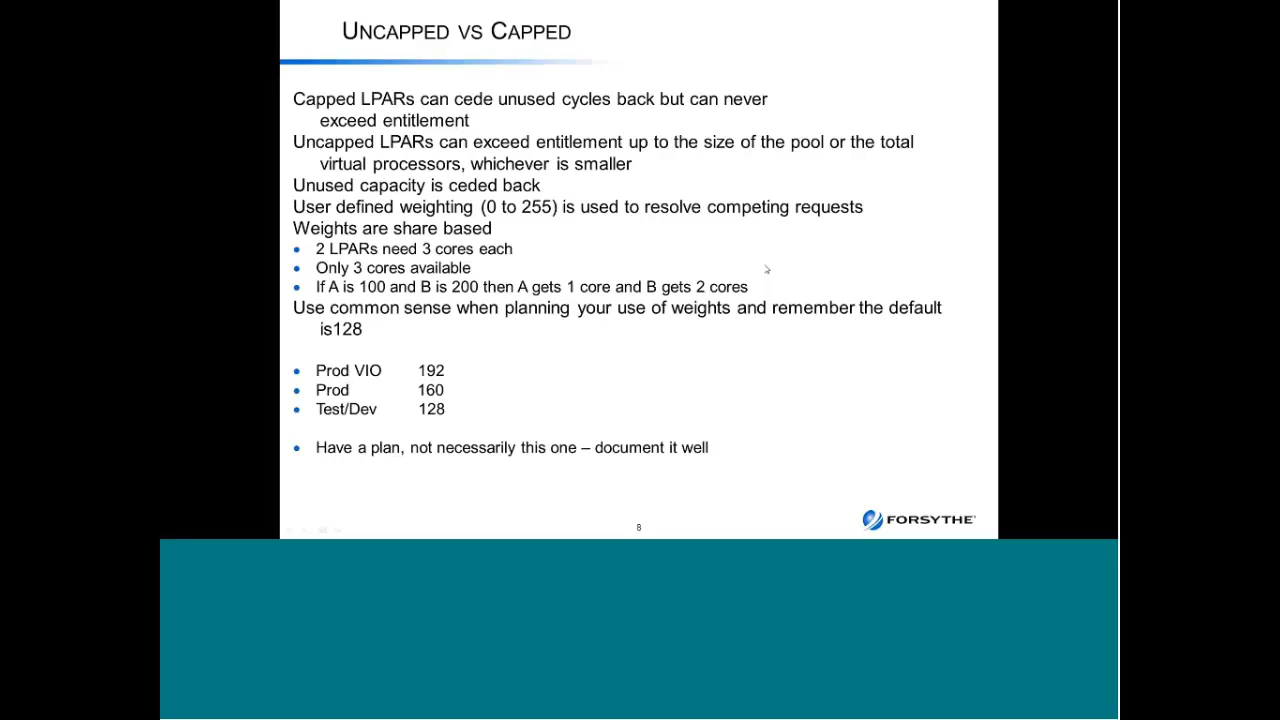 UNCAPPED VS CAPPED
Capped LPARs can cede unused cycles back but can never
exceed entitlement
Uncapped LPARs can exceed entitlement up to the size of the pool or the total
virtual processors, whichever is smaller
Unused capacity is ceded back
User defined weighting (0 to 255) is used to resolve competing requests
Weights are share based
• 2 LPARs need 3 cores each
• Only 3 cores available
• If A is 100 and B is 200 then A gets 1 core and B gets 2 cores
Use common sense when planning your use of weights and remember the default
is128
• Prod VIO 192
• Prod 160
• Test/Dev 128
• Have a plan, not necessarily this one – document it well
8
FORSYTHE